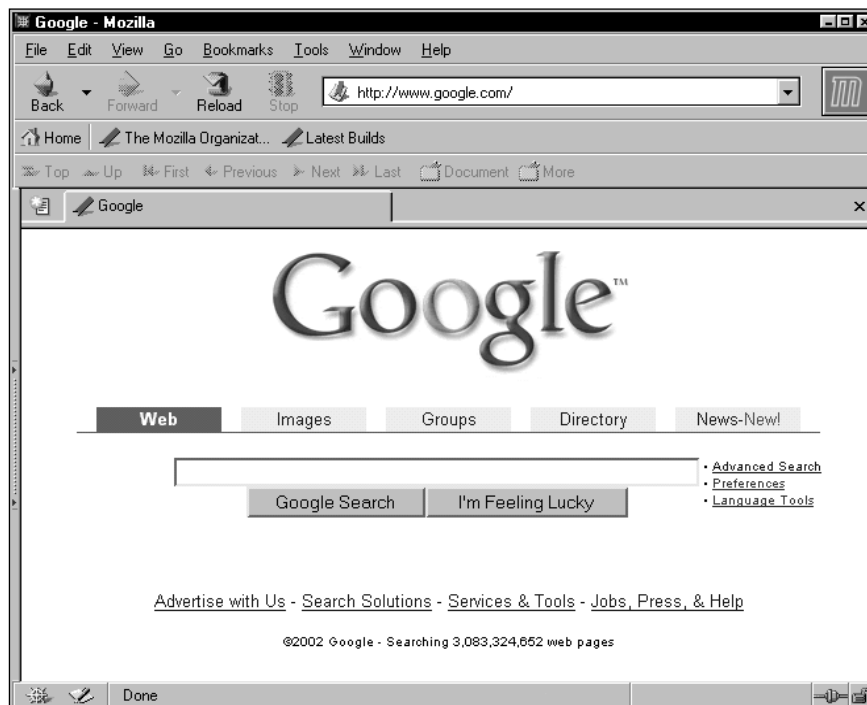 Google - Mozilla
File Edit View Go Bookmarks Tools Window Help
Back Forward Reload Stop http://www.google.com/ m
Home The Mozilla Organizat... Latest Builds
Top Up First Previous Next Last Document More
Google
Google™
Web Images Groups Directory News-New!
• Advanced Search
• Preferences
Google Search I'm Feeling Lucky • Language Tools
Advertise with Us - Search Solutions - Services & Tools - Jobs, Press, & Help
©2002 Google - Searching 3,083,324,652 web pages
Done